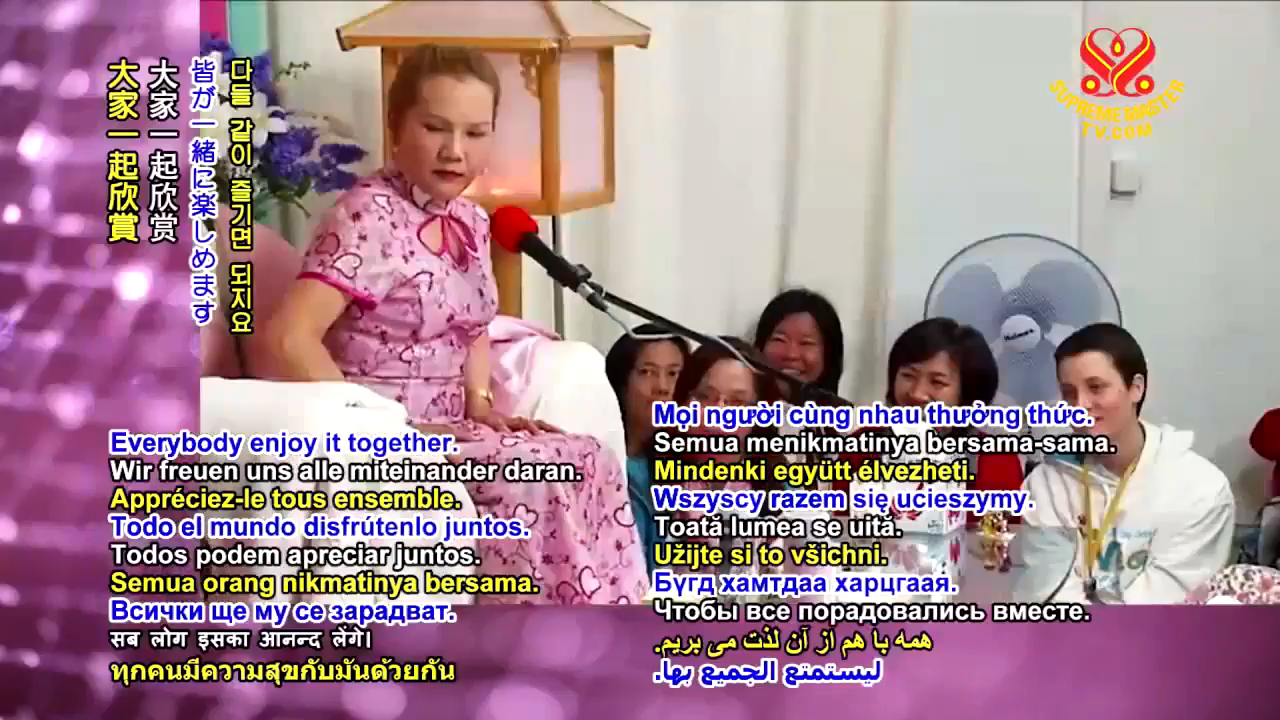 大家一起欣賞
大家一起欣赏
皆が一緒に楽しめます
다들 같이 즐기면 되지요
SUPREME MASTER
TV.COM
Everybody enjoy it together.
Wir freuen uns alle miteinander daran.
Appréciez-le tous ensemble.
Todo el mundo disfrútenlo juntos.
Todos podem apreciar juntos.
Semua orang nikmatinya bersama.
Всички ще му се зарадват.
सब लोग इसका आनन्द लेंगे।
ทุกคนมีความสุขกับมันด้วยกัน
Mọi người cùng nhau thưởng thức.
Semua menikmatinya bersama-sama.
Mindenki együtt élvezheti.
Wszyscy razem się ucieszymy.
Toată lumea se uită.
Užijte si to všichni.
Бүгд хамтдаа харцгаая.
Чтобы все порадовались вместе.
همه با هم از آن لذت می بریم.
ليستمتع الجميع بها.